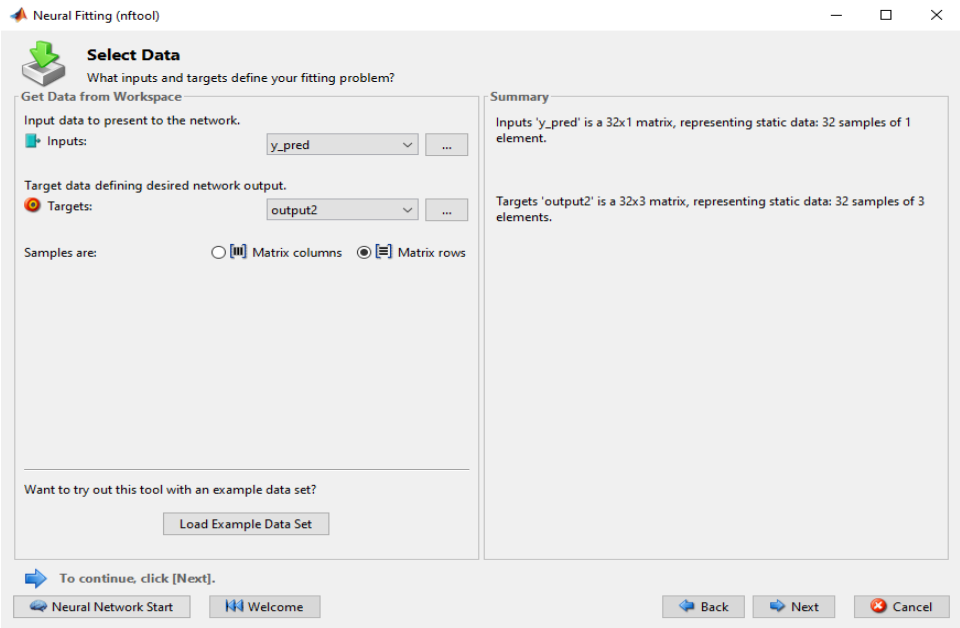 Neural Fitting (nftool)
Select Data
What inputs and targets define your fitting problem?
Get Data from Workspace
Input data to present to the network.
Inputs: y_pred ...
Target data defining desired network output.
Targets: output2 ...
Samples are: Matrix columns Matrix rows
Want to try out this tool with an example data set?
Load Example Data Set
Summary
Inputs 'y_pred' is a 32x1 matrix, representing static data: 32 samples of 1
element.
Targets 'output2' is a 32x3 matrix, representing static data: 32 samples of 3
elements.
To continue, click [Next].
Neural Network Start Welcome Back Next Cancel